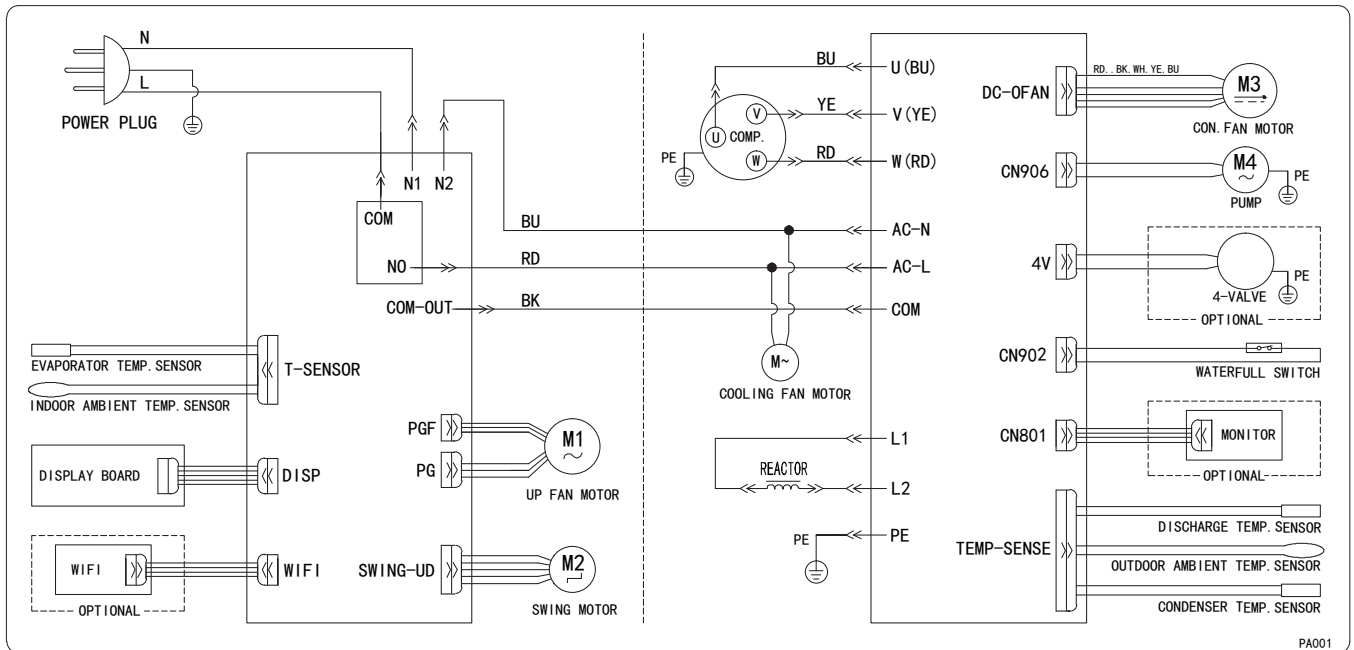 N
L
POWER PLUG
N1 N2
COM
NO
COM-OUT
BU
RD
BK
EVAPORATOR TEMP. SENSOR
INDOOR AMBIENT TEMP. SENSOR
T-SENSOR
DISPLAY BOARD
DISP
WIFI
OPTIONAL
WIFI
PGF
PG
M1
~
UP FAN MOTOR
SWING-UD
M2
SWING MOTOR
BU
U(BU)
V
YE
V(YE)
U
COMP.
W
RD
W(RD)
PE
AC-N
AC-L
COM
M~
COOLING FAN MOTOR
L1
REACTOR
L2
PE
PE
DC-OFAN
RD. .BK. WH. YE. BU
M3
CON. FAN MOTOR
CN906
M4
~
PE
PUMP
4V
PE
4-VALVE
OPTIONAL
CN902
WATERFULL SWITCH
CN801
MONITOR
OPTIONAL
TEMP-SENSE
DISCHARGE TEMP. SENSOR
OUTDOOR AMBIENT TEMP. SENSOR
CONDENSER TEMP. SENSOR
PA001